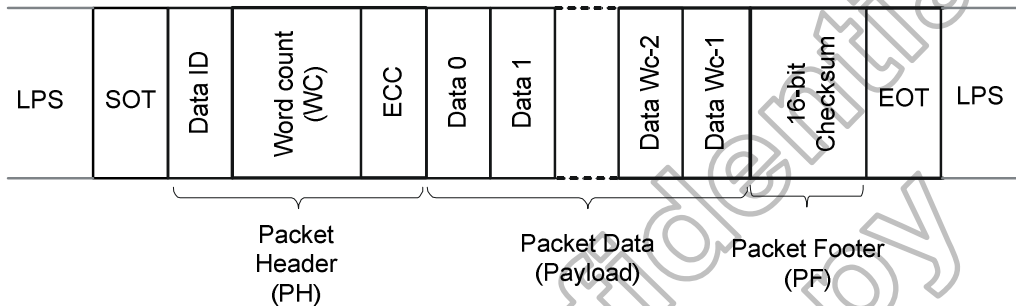 LPS
SOT
Data ID
Word count
(WC)
ECC
Data 0
Data 1
Data Wc-2
Data Wc-1
16-bit
Checksum
EOT
LPS
Packet
Header
(PH)
Packet Data
(Payload)
Packet Footer
(PF)